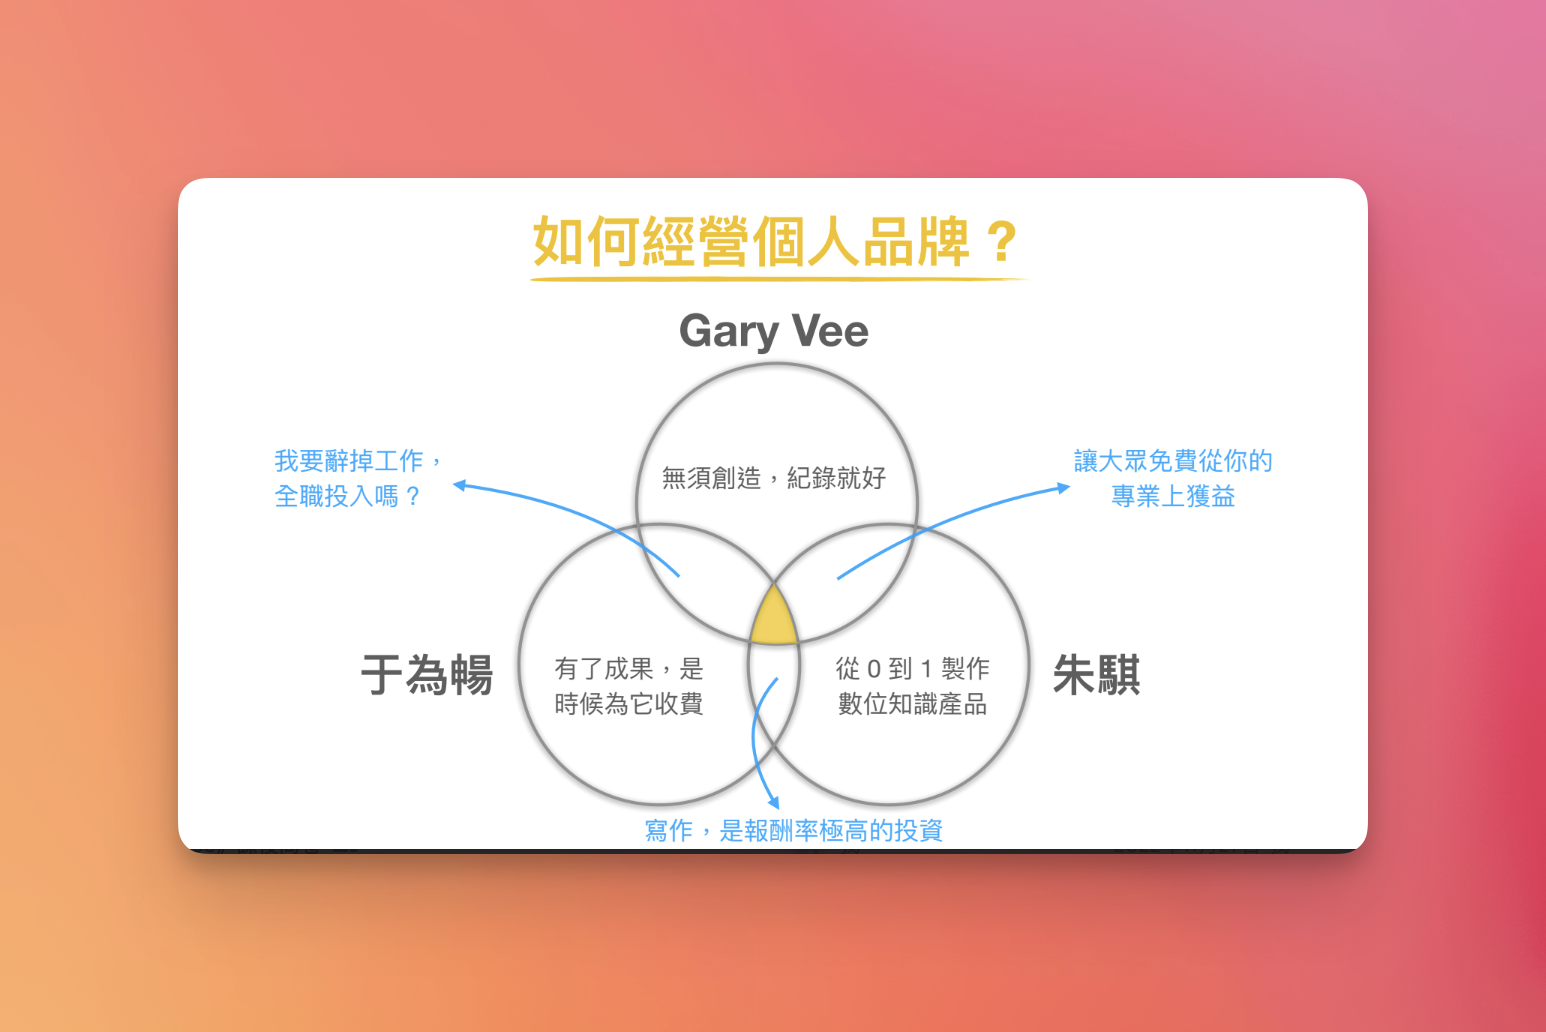 如何經營個人品牌？
Gary Vee
我要辭掉工作，
全職投入嗎？
讓大眾免費從你的
專業上獲益
無須創造，紀錄就好
于為暢
有了成果，是
時候為它收費
從 0 到 1 製作
數位知識產品
朱騏
寫作，是報酬率極高的投資